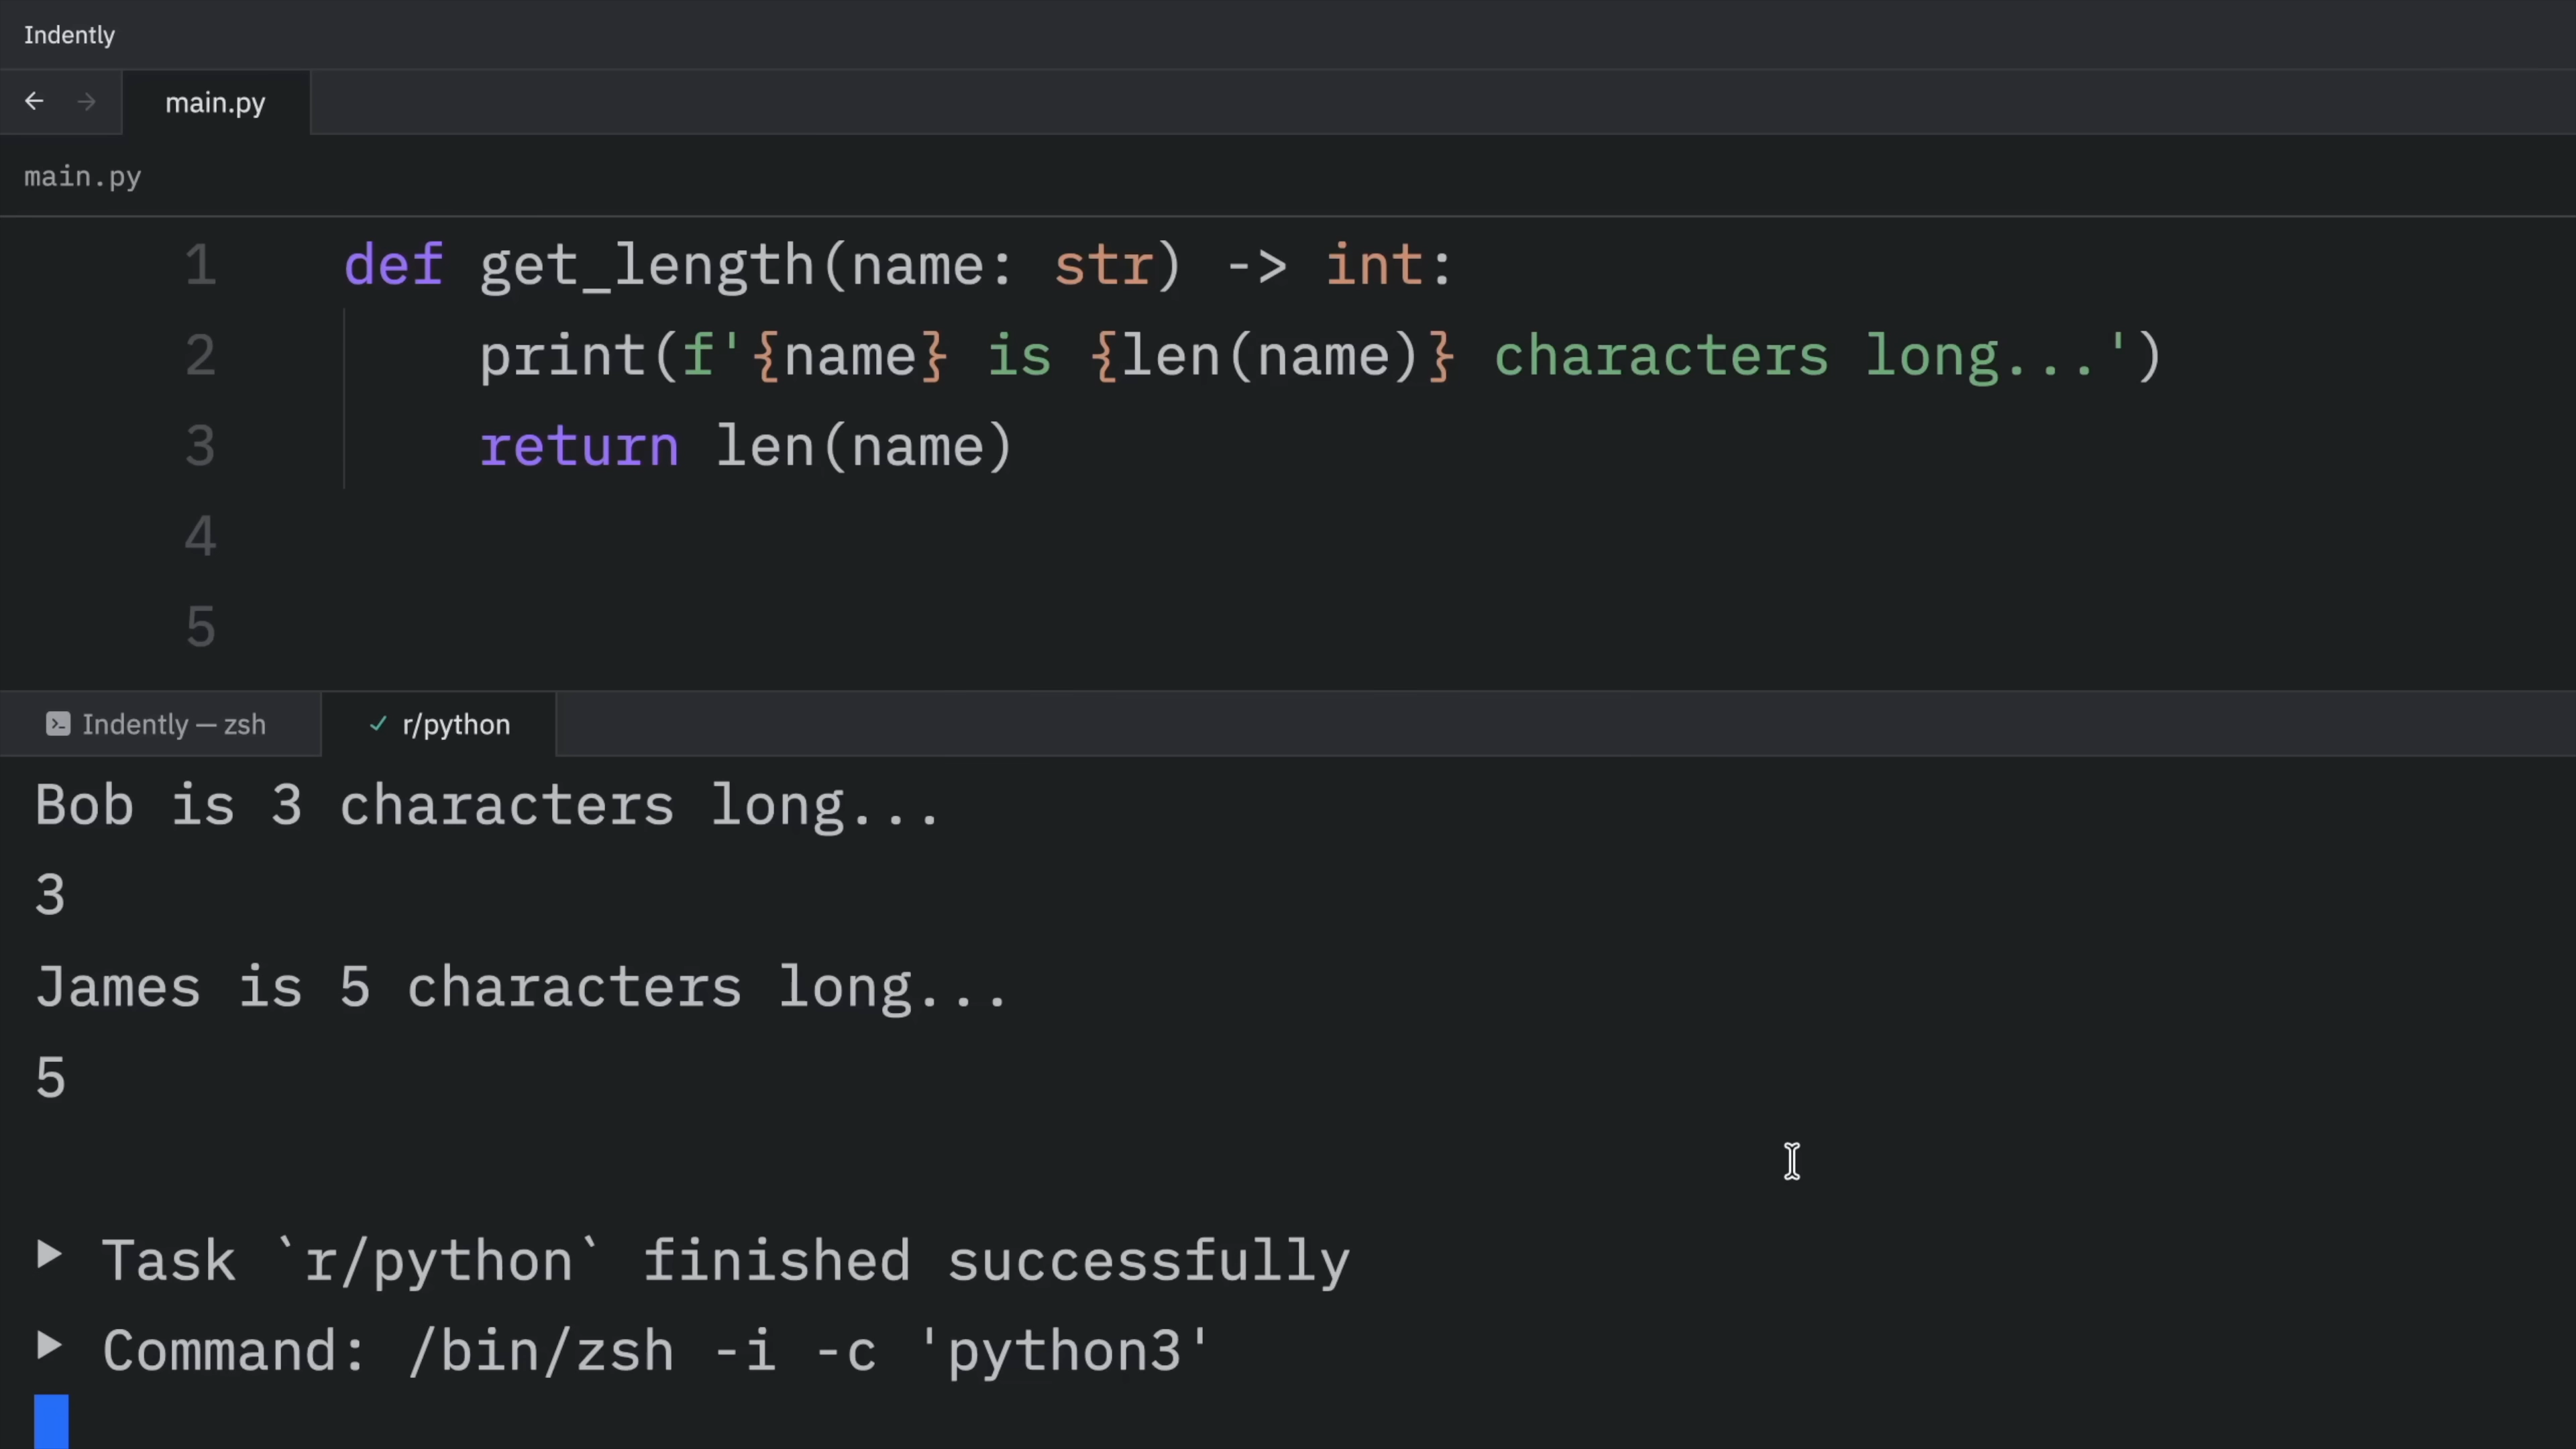 Indently
← → main.py
main.py
1 def get_length(name: str) -> int:
2     print(f'{name} is {len(name)} characters long...')
3     return len(name)
4
5
Indently — zsh ✓ r/python
Bob is 3 characters long...
3
James is 5 characters long...
5
▶ Task `r/python` finished successfully
▶ Command: /bin/zsh -i -c 'python3'